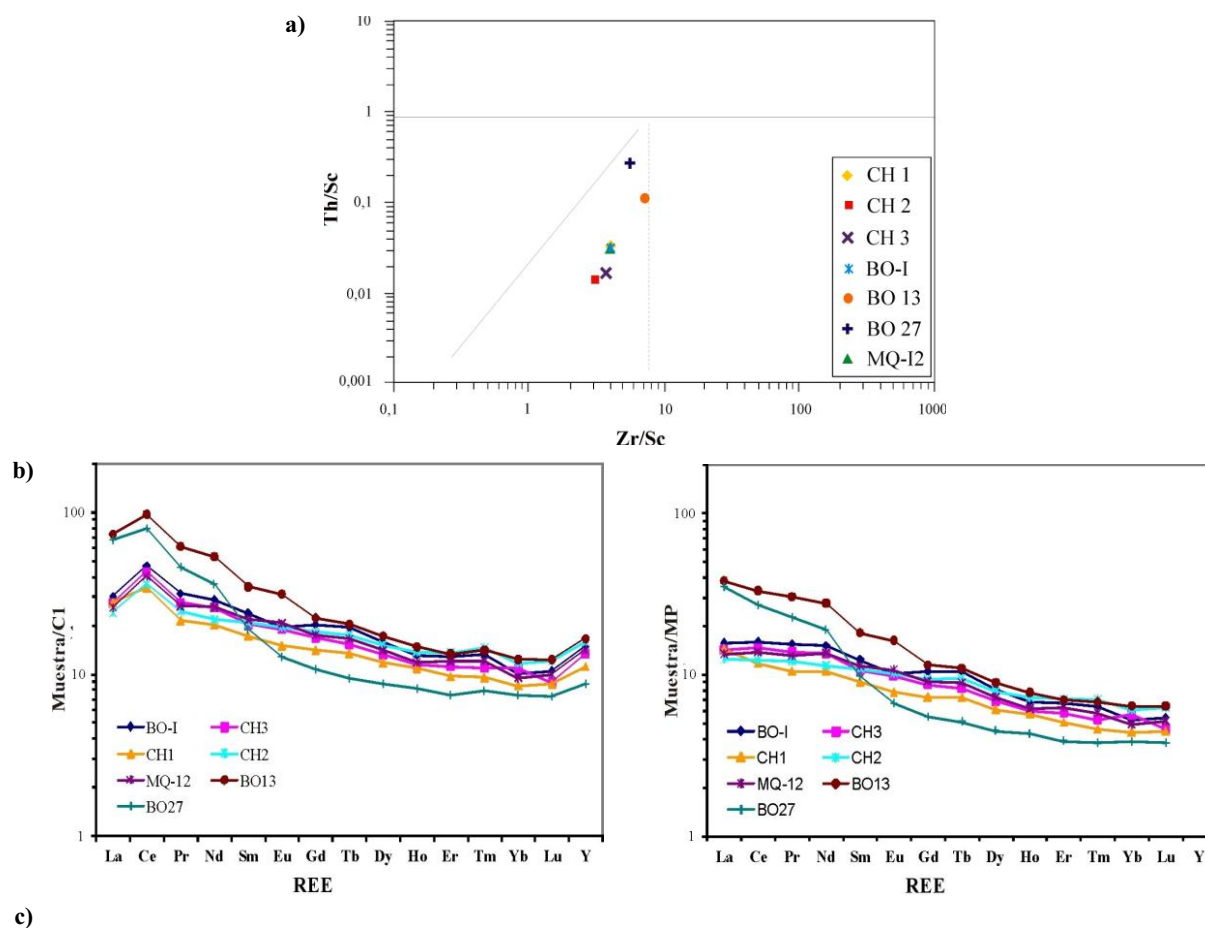 a)
10
1
0,1
0,01
0,001
Th/Sc
0,1
1
10
100
1000
Zr/Sc
CH 1
CH 2
CH 3
BO-I
BO 13
BO 27
MQ-I2
b)
100
10
1
Muestra/C1
BO-I CH3
CH1 CH2
MQ-12 BO13
BO27
La Ce Pr Nd Sm Eu Gd Tb Dy Ho Er Tm Yb Lu Y
REE
100
10
1
Muestra/MP
BO-I CH3
CH1 CH2
MQ-12 BO13
BO27
La Ce Pr Nd Sm Eu Gd Tb Dy Ho Er Tm Yb Lu Y
REE
c)